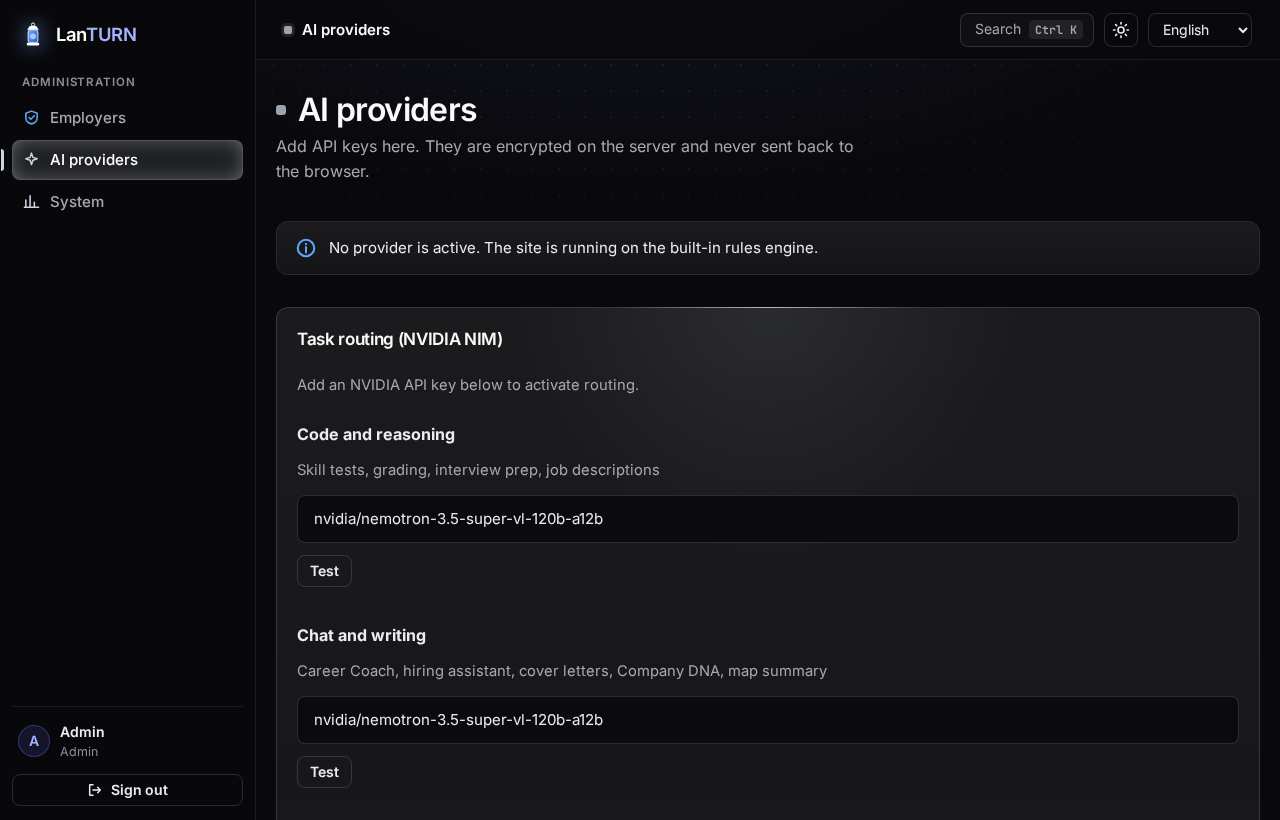 LanTURN
ADMINISTRATION
Employers
AI providers
System
A
Admin
Admin
Sign out
AI providers
Search Ctrl K
English
AI providers
Add API keys here. They are encrypted on the server and never sent back to
the browser.
No provider is active. The site is running on the built-in rules engine.
Task routing (NVIDIA NIM)
Add an NVIDIA API key below to activate routing.
Code and reasoning
Skill tests, grading, interview prep, job descriptions
nvidia/nemotron-3.5-super-vl-120b-a12b
Test
Chat and writing
Career Coach, hiring assistant, cover letters, Company DNA, map summary
nvidia/nemotron-3.5-super-vl-120b-a12b
Test